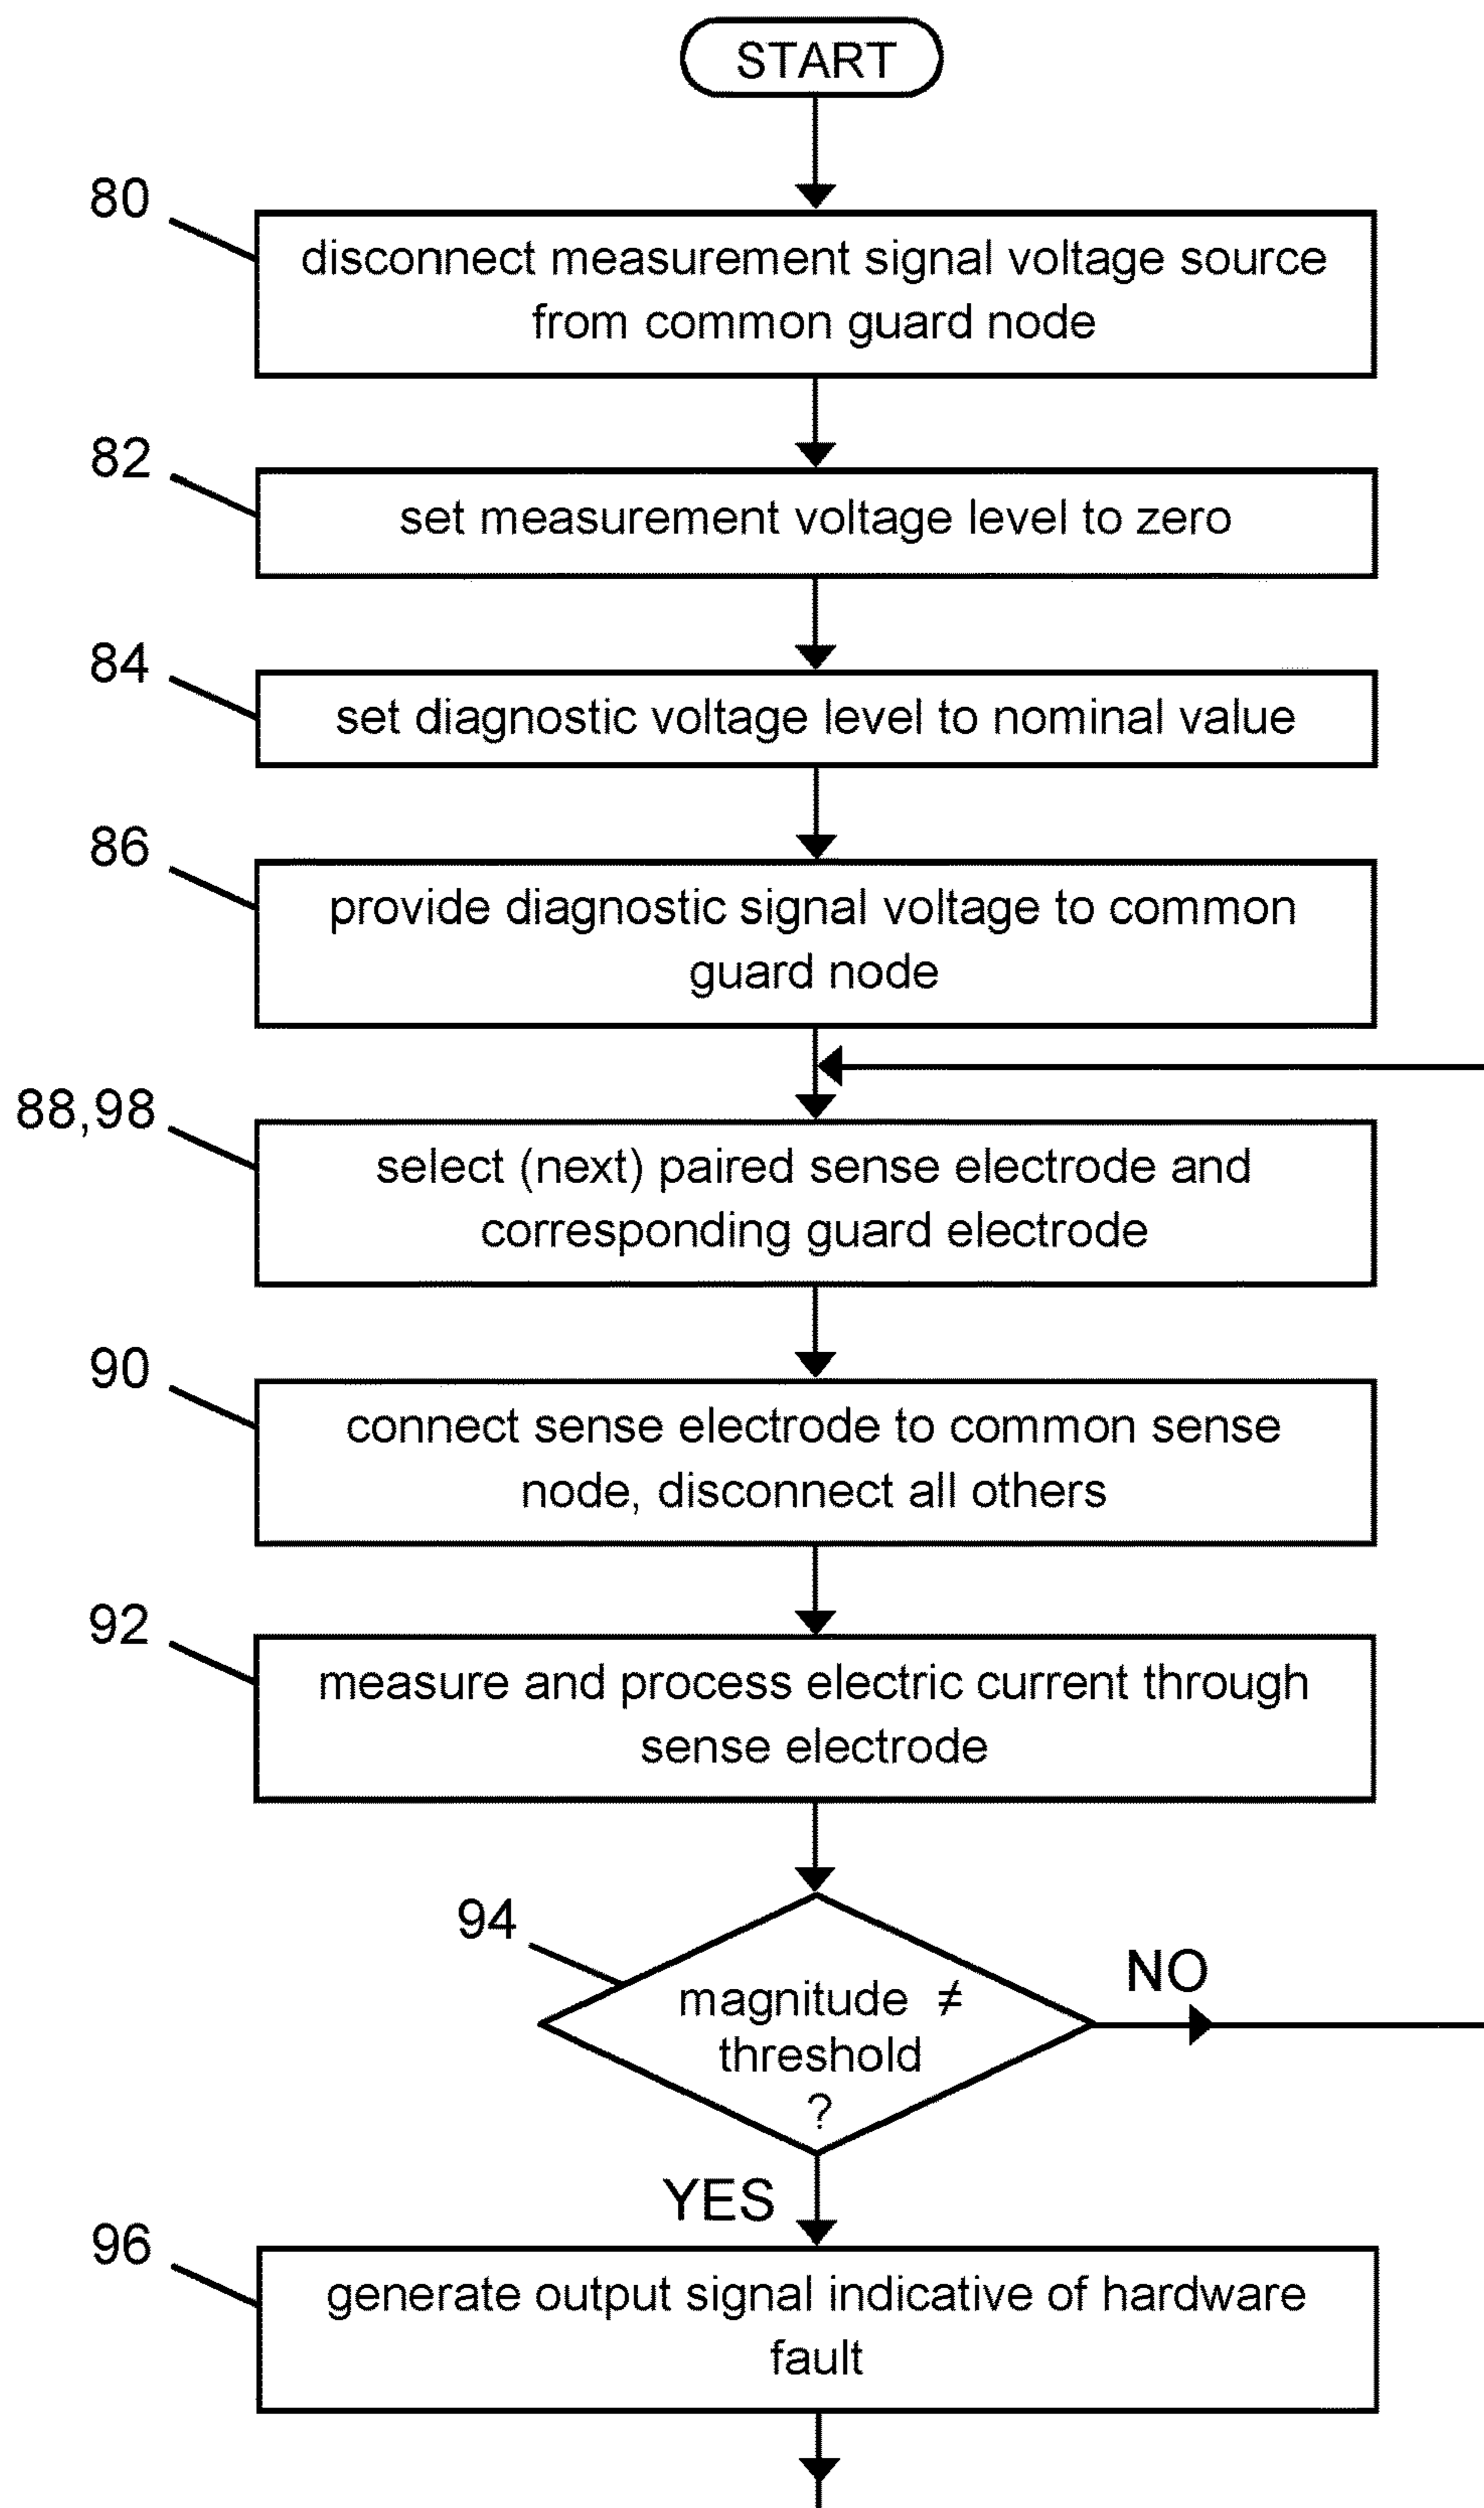 START
80
disconnect measurement signal voltage source
from common guard node
82
set measurement voltage level to zero
84
set diagnostic voltage level to nominal value
86
provide diagnostic signal voltage to common
guard node
88,98
select (next) paired sense electrode and
corresponding guard electrode
90
connect sense electrode to common sense
node, disconnect all others
92
measure and process electric current through
sense electrode
94
magnitude ≠
threshold
?
NO
YES
96
generate output signal indicative of hardware
fault